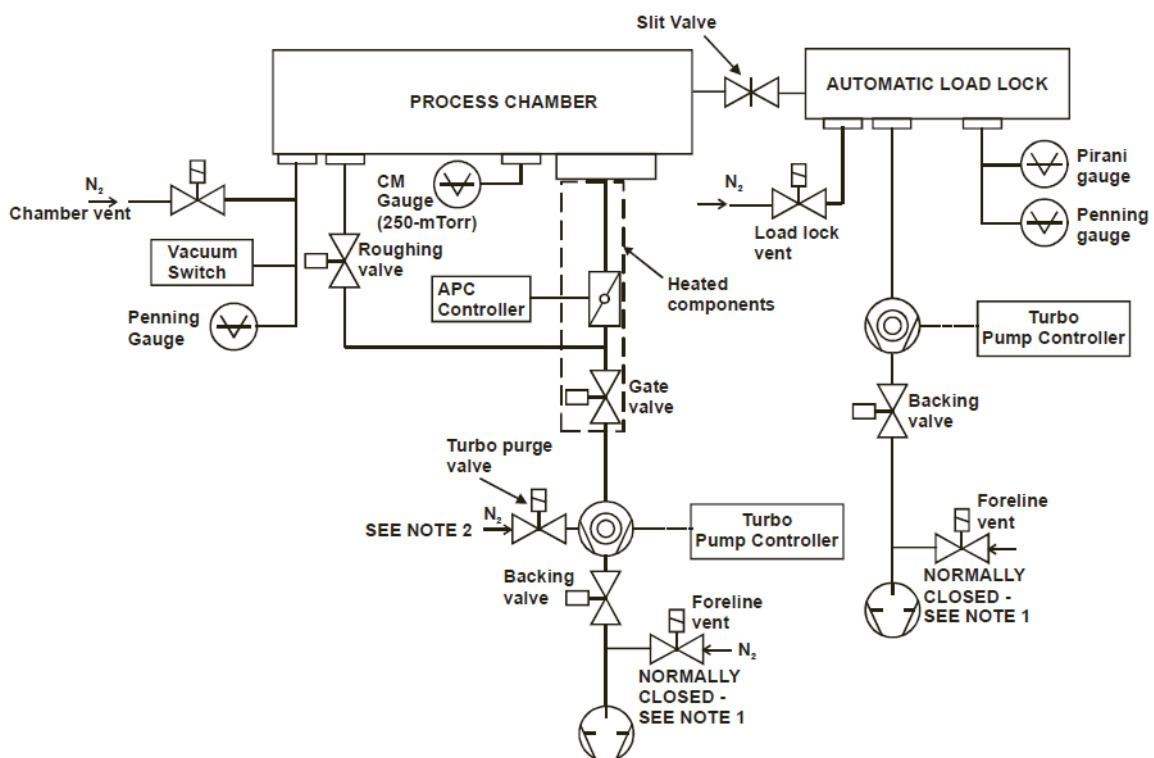 Slit Valve
PROCESS CHAMBER
AUTOMATIC LOAD LOCK
N₂
Chamber vent
CM
Gauge
(250-mTorr)
N₂
Load lock
vent
Pirani
gauge
Penning
gauge
Vacuum
Switch
Roughing
valve
APC
Controller
Heated
components
Penning
Gauge
Turbo
Pump Controller
Gate
valve
Backing
valve
Turbo purge
valve
SEE NOTE 2
N₂
Turbo
Pump Controller
Foreline
vent
NORMALLY
CLOSED -
SEE NOTE 1
Backing
valve
Foreline
vent
N₂
NORMALLY
CLOSED -
SEE NOTE 1